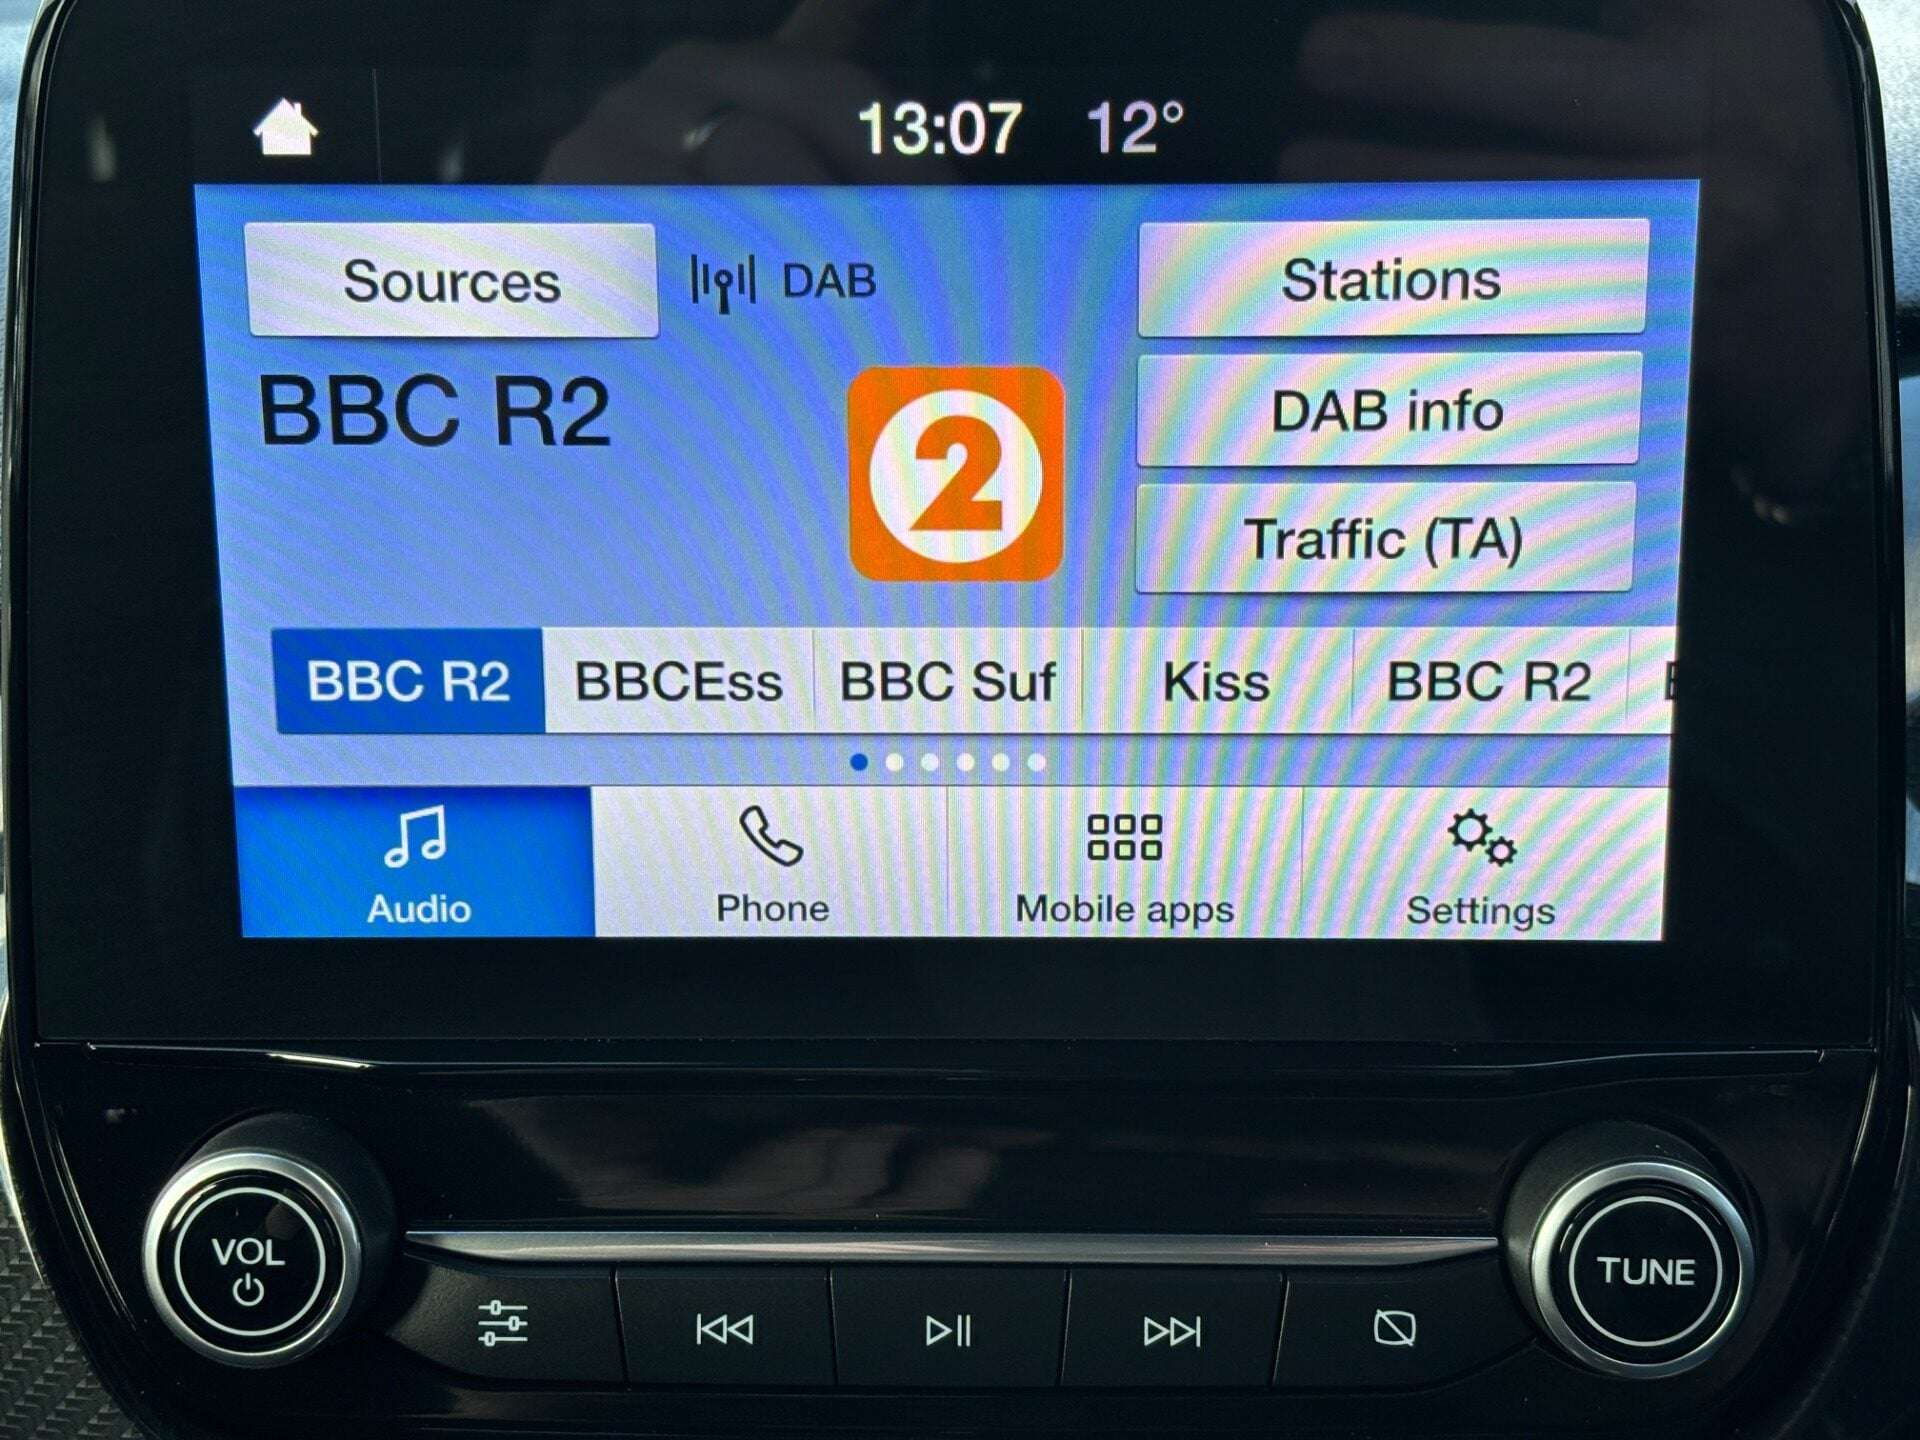 13:07 12°
Sources DAB Stations
BBC R2
2
DAB info
Traffic (TA)
BBC R2 BBCEss BBC Suf Kiss BBC R2
Audio Phone Mobile apps Settings
VOL
TUNE